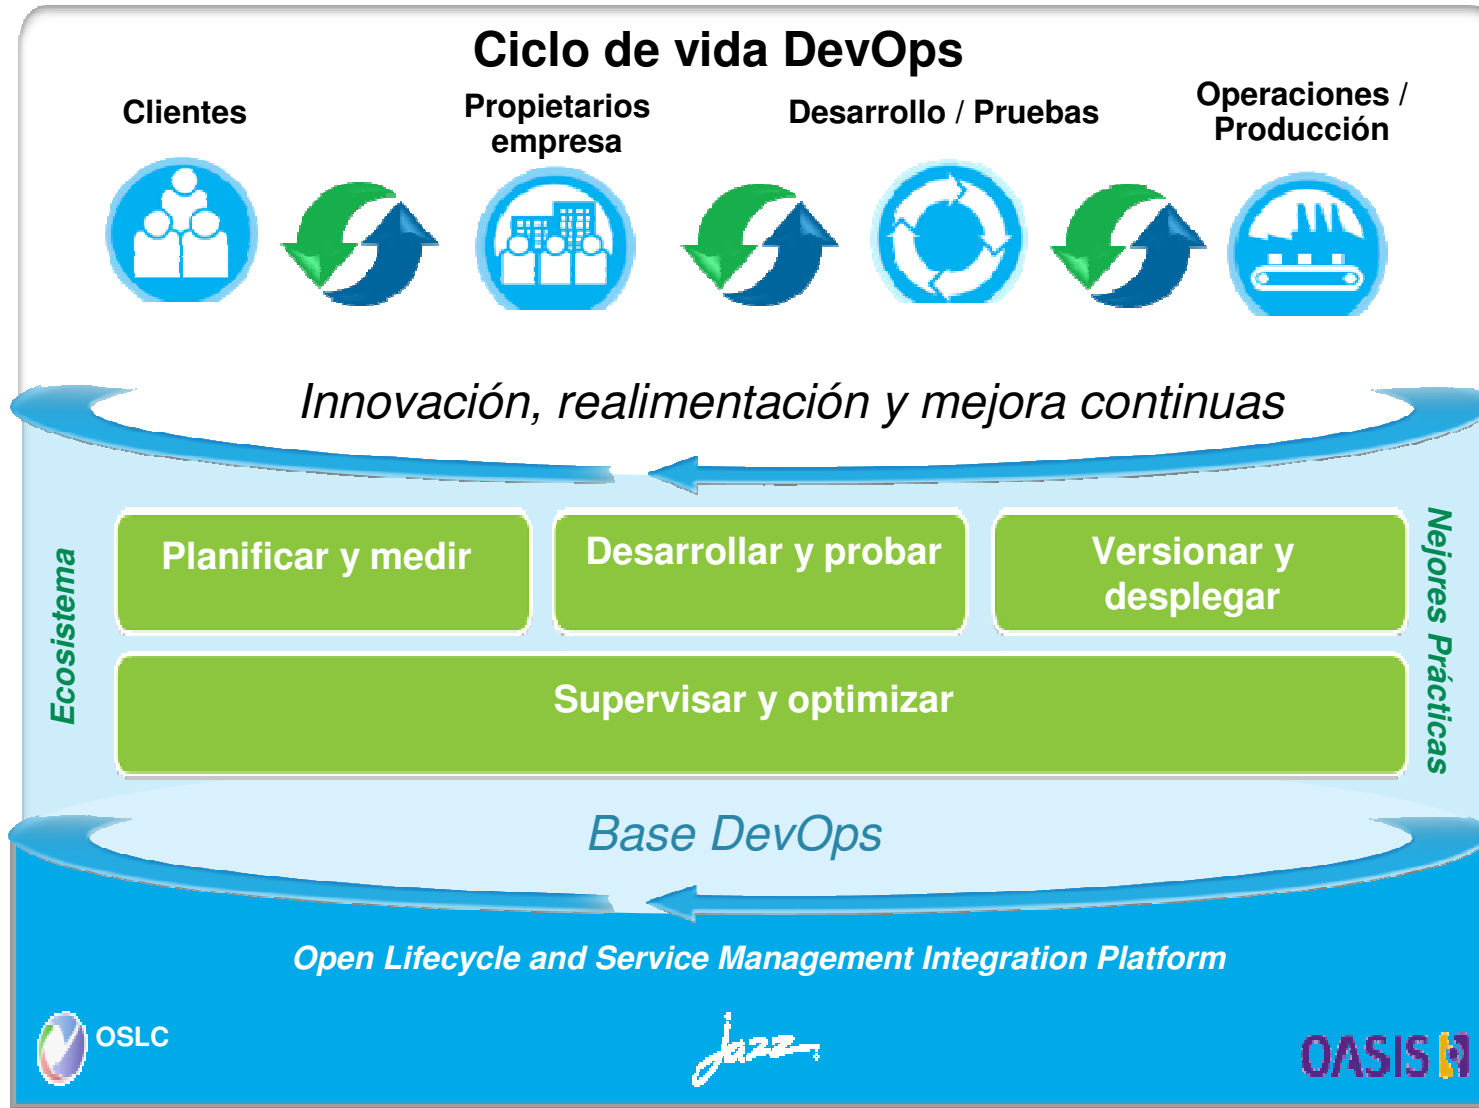 Ciclo de vida DevOps
Clientes
Propietarios
empresa
Desarrollo / Pruebas
Operaciones /
Producción
Innovación, realimentación y mejora continuas
Ecosistema
Planificar y medir
Desarrollar y probar
Versionar y
desplegar
Nejores Prácticas
Supervisar y optimizar
Base DevOps
Open Lifecycle and Service Management Integration Platform
OSLC
jazz
OASIS